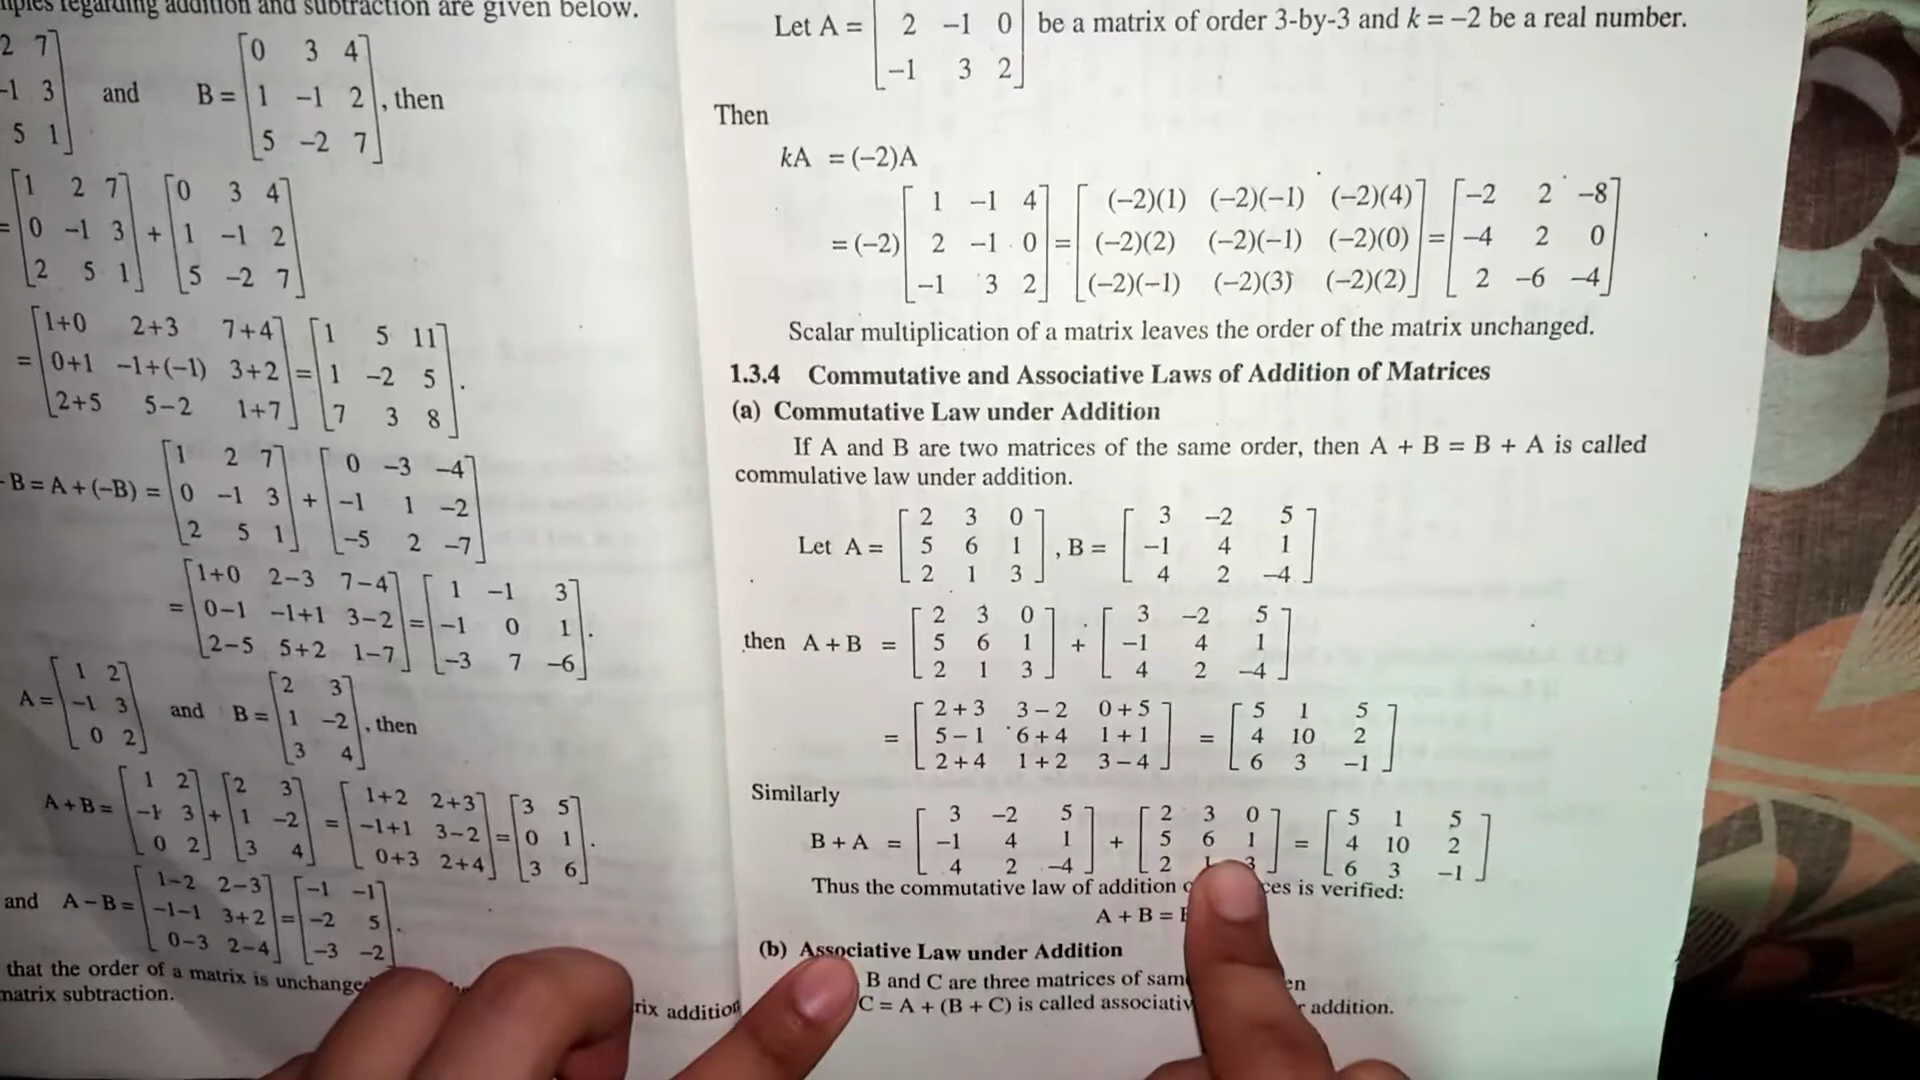 regarding addition and subtraction are given below.
2 7
-1 3
5 1
and B = [0 3 4
1 -1 2
5 -2 7], then
= [1 2 7
0 -1 3
2 5 1] + [0 3 4
1 -1 2
5 -2 7]
= [1+0 2+3 7+4
0+1 -1+(-1) 3+2
2+5 5-2 1+7] = [1 5 11
1 -2 5
7 3 8].
-B = A + (-B) = [1 2 7
0 -1 3
2 5 1] + [0 -3 -4
-1 1 -2
-5 2 -7]
= [1+0 2-3 7-4
0-1 -1+1 3-2
2-5 5+2 1-7] = [1 -1 3
-1 0 1
-3 7 -6].
A = [1 2
-1 3
0 2] and B = [2 3
1 -2
3 4], then
A + B = [1 2
-1 3
0 2] + [2 3
1 -2
3 4] = [1+2 2+3
-1+1 3-2
0+3 2+4] = [3 5
0 1
3 6].
and A - B = [1-2 2-3
-1-1 3+2
0-3 2-4] = [-1 -1
-2 5
-3 -2].
that the order of a matrix is
addition
matrix subtraction.
Let A = [2 -1 0
-1 3 2] be a matrix of order 3-by-3 and k = -2 be a real number.
Then
kA = (-2)A
= (-2) [1 -1 4
2 -1 0
-1 3 2] = [(-2)(1) (-2)(-1) (-2)(4)
(-2)(2) (-2)(-1) (-2)(0)
(-2)(-1) (-2)(3) (-2)(2)] = [-2 2 -8
-4 2 0
2 -6 -4]
Scalar multiplication of a matrix leaves the order of the matrix unchanged.
1.3.4 Commutative and Associative Laws of Addition of Matrices
(a) Commutative Law under Addition
If A and B are two matrices of the same order, then A + B = B + A is called
commulative law under addition.
Let A = [2 3 0
5 6 1
2 1 3], B = [3 -2 5
-1 4 1
4 2 -4]
then A + B = [2 3 0
5 6 1
2 1 3] + [3 -2 5
-1 4 1
4 2 -4]
= [2+3 3-2 0+5
5-1 6+4 1+1
2+4 1+2 3-4] = [5 1 5
4 10 2
6 3 -1]
Similarly
B + A = [3 -2 5
-1 4 1
4 2 -4] + [2 3 0
5 6 1
2 1 3] = [5 1 5
4 10 2
6 3 -1]
Thus the commutative law of addition is verified:
A + B =
(b) Associative Law under Addition
B and C are three matrices of
C = A + (B + C) is called addition.